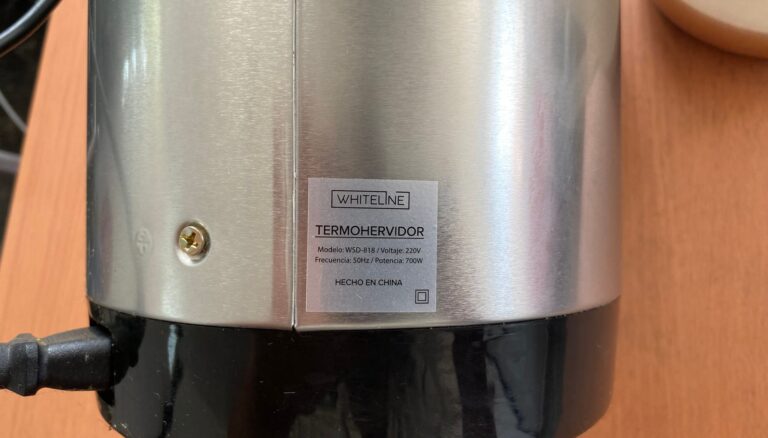 WHITELINE
TERMOHERVIDOR
Modelo: WSD-818 / Voltaje: 220V
Frecuencia: 50Hz / Potencia: 700W
HECHO EN CHINA